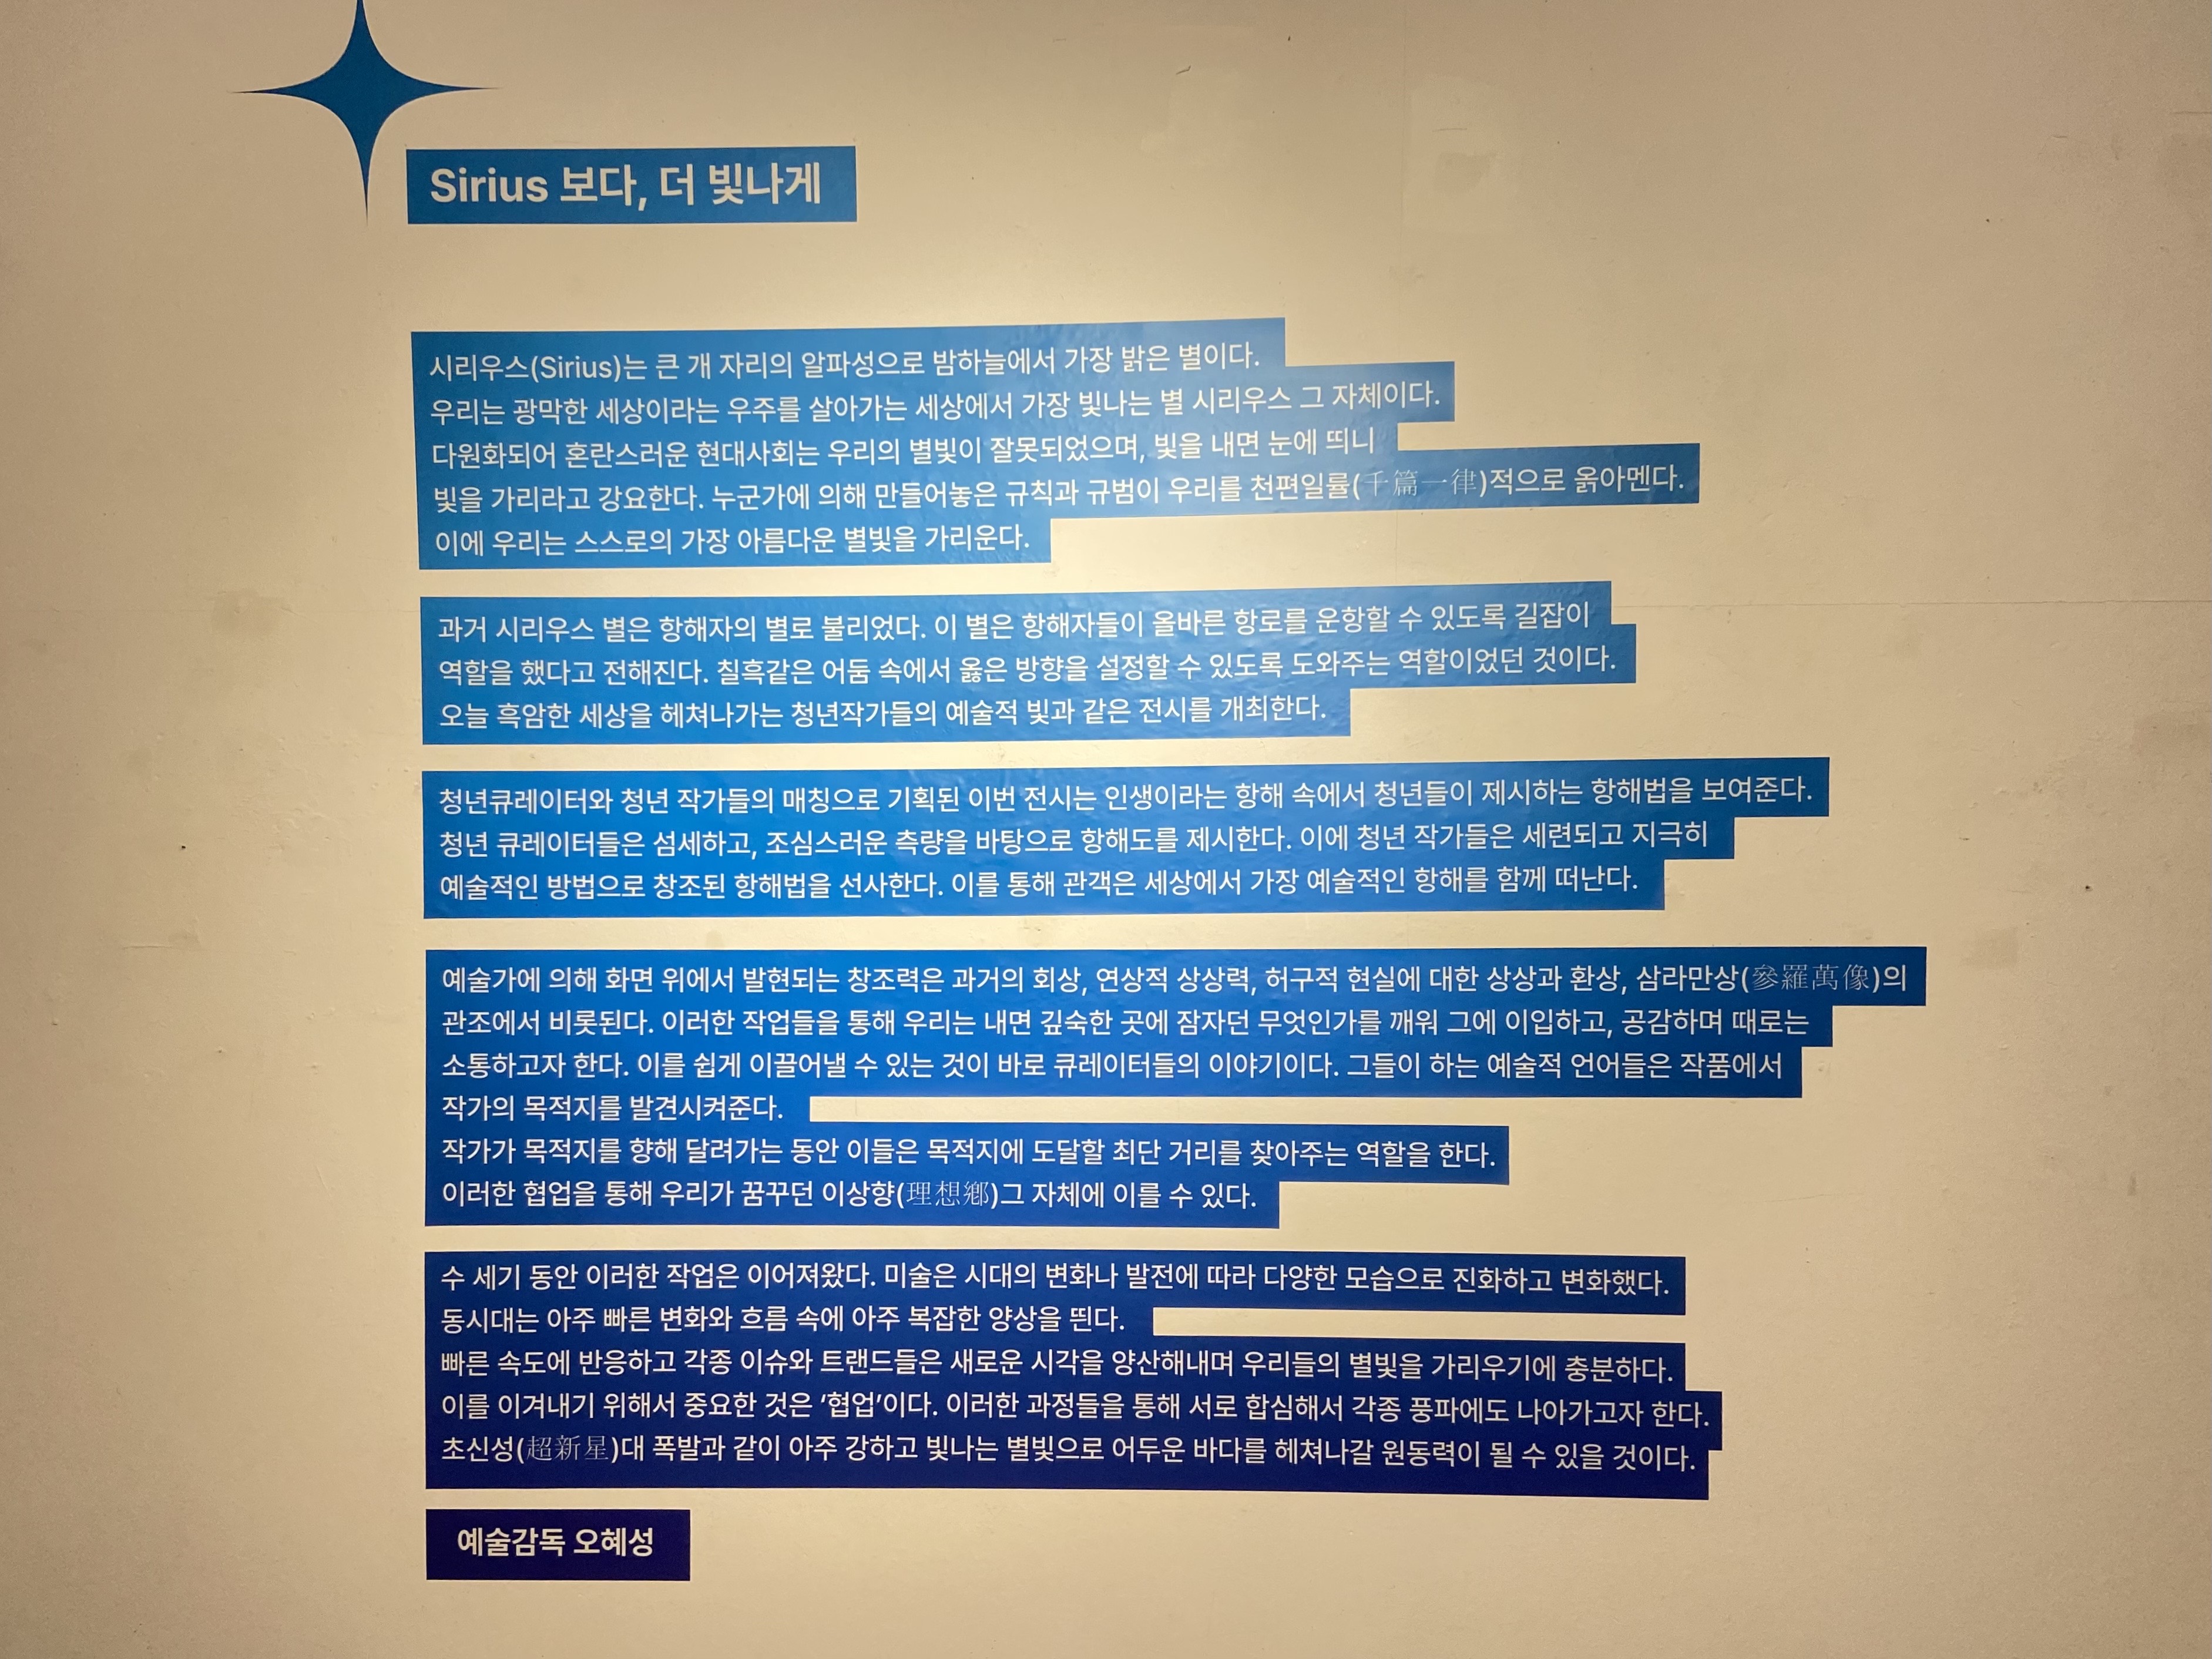 Sirius 보다, 더 빛나게
시리우스(Sirius)는 큰 개 자리의 알파성으로 밤하늘에서 가장 밝은 별이다.
우리는 광막한 세상이라는 우주를 살아가는 세상에서 가장 빛나는 별 시리우스 그 자체이다.
다원화되어 혼란스러운 현대사회는 우리의 별빛이 잘못되었으며, 빛을 내면 눈에 띄니
빛을 가리라고 강요한다. 누군가에 의해 만들어놓은 규칙과 규범이 우리를 천편일률(千篇一律)적으로 옭아멘다.
이에 우리는 스스로의 가장 아름다운 별빛을 가리운다.
과거 시리우스 별은 항해자의 별로 불리었다. 이 별은 항해자들이 올바른 항로를 운항할 수 있도록 길잡이
역할을 했다고 전해진다. 칠흑같은 어둠 속에서 옳은 방향을 설정할 수 있도록 도와주는 역할이었던 것이다.
오늘 흑암한 세상을 헤쳐나가는 청년작가들의 예술적 빛과 같은 전시를 개최한다.
청년큐레이터와 청년 작가들의 매칭으로 기획된 이번 전시는 인생이라는 항해 속에서 청년들이 제시하는 항해법을 보여준다.
청년 큐레이터들은 섬세하고, 조심스러운 측량을 바탕으로 항해도를 제시한다. 이에 청년 작가들은 세련되고 지극히
예술적인 방법으로 창조된 항해법을 선사한다. 이를 통해 관객은 세상에서 가장 예술적인 항해를 함께 떠난다.
예술가에 의해 화면 위에서 발현되는 창조력은 과거의 회상, 연상적 상상력, 허구적 현실에 대한 상상과 환상, 삼라만상(參羅萬像)의
관조에서 비롯된다. 이러한 작업들을 통해 우리는 내면 깊숙한 곳에 잠자던 무엇인가를 깨워 그에 이입하고, 공감하며 때로는
소통하고자 한다. 이를 쉽게 이끌어낼 수 있는 것이 바로 큐레이터들의 이야기이다. 그들이 하는 예술적 언어들은 작품에서
작가의 목적지를 발견시켜준다.
작가가 목적지를 향해 달려가는 동안 이들은 목적지에 도달할 최단 거리를 찾아주는 역할을 한다.
이러한 협업을 통해 우리가 꿈꾸던 이상향(理想鄕)그 자체에 이를 수 있다.
수 세기 동안 이러한 작업은 이어져왔다. 미술은 시대의 변화나 발전에 따라 다양한 모습으로 진화하고 변화했다.
동시대는 아주 빠른 변화와 흐름 속에 아주 복잡한 양상을 띈다.
빠른 속도에 반응하고 각종 이슈와 트랜드들은 새로운 시각을 양산해내며 우리들의 별빛을 가리우기에 충분하다.
이를 이겨내기 위해서 중요한 것은 ‘협업’이다. 이러한 과정들을 통해 서로 합심해서 각종 풍파에도 나아가고자 한다.
초신성(超新星)대 폭발과 같이 아주 강하고 빛나는 별빛으로 어두운 바다를 헤쳐나갈 원동력이 될 수 있을 것이다.
예술감독 오혜성